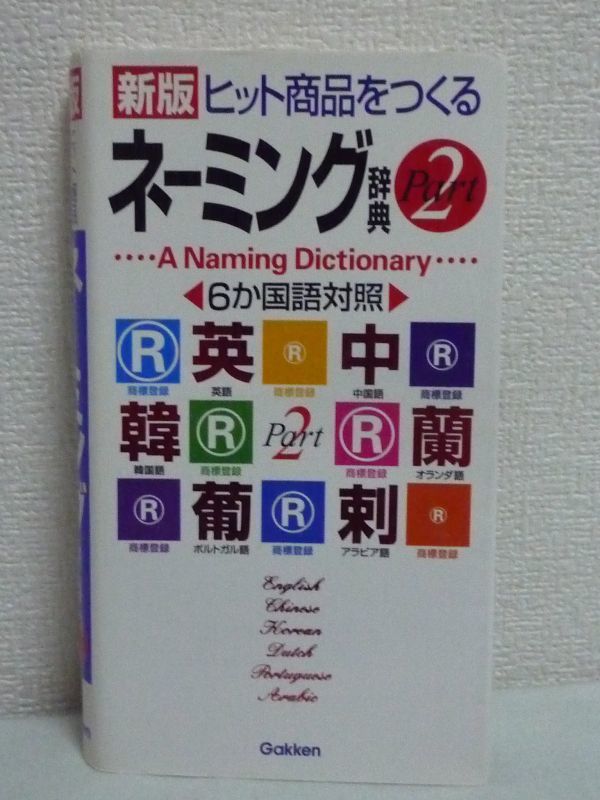 新版 ヒット商品をつくる
ネーミング辞典 Part 2
····A Naming Dictionary····
◀6か国語対照▶
® 英 ® 中 ®
商標登録 英語 商標登録 中国語 商標登録
韓 ® Part 2 ® 蘭
韓国語 商標登録 商標登録 オランダ語
® 葡 ® 刺 ®
商標登録 ポルトガル語 商標登録 アラビア語 商標登録
English
Chinese
Korean
Dutch
Portuguese
Arabic
Gakken